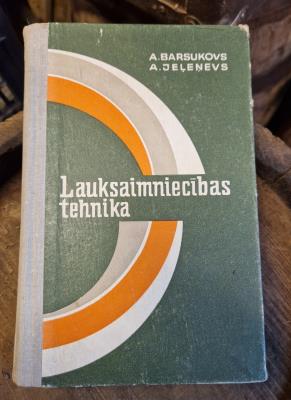 A. BARSUKOVS
A. JEĻEŅEVS
Lauksaimniecības
tehnika